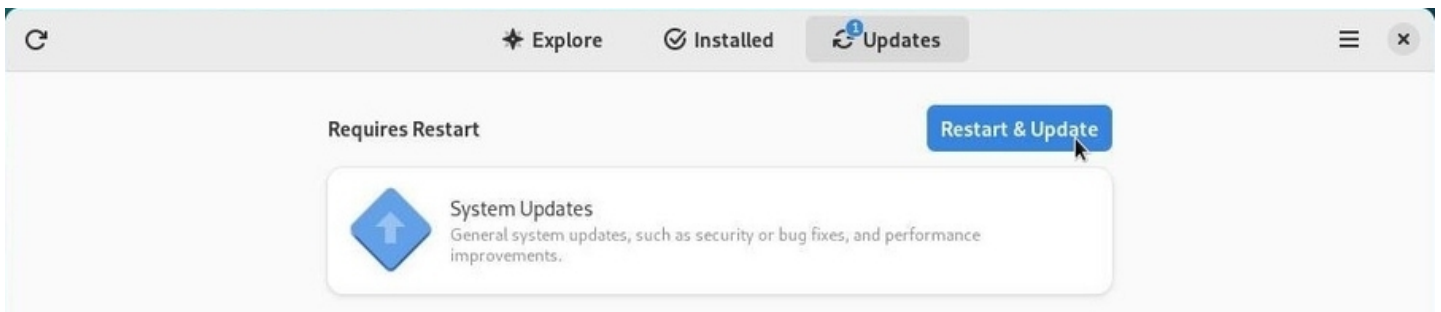 Explore
Installed
1
Updates
Requires Restart
Restart & Update
System Updates
General system updates, such as security or bug fixes, and performance
improvements.